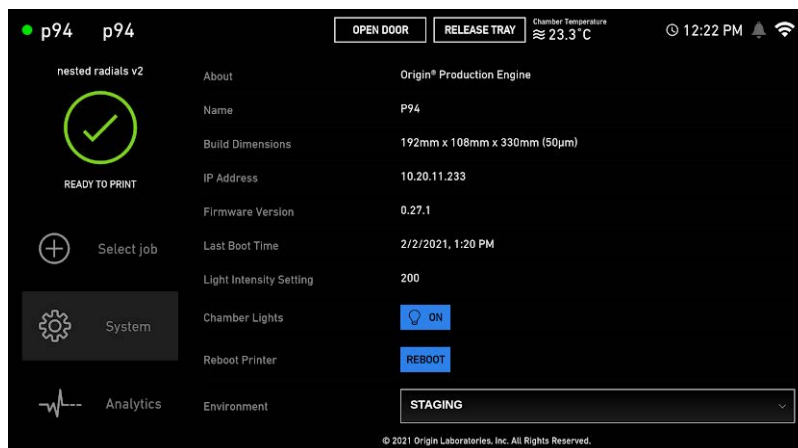 p94 p94 OPEN DOOR RELEASE TRAY Chamber Temperature 23.3°C 12:22 PM
nested radials v2
READY TO PRINT
Select job
System
Analytics
About Origin® Production Engine
Name P94
Build Dimensions 192mm x 108mm x 330mm (50µm)
IP Address 10.20.11.233
Firmware Version 0.27.1
Last Boot Time 2/2/2021, 1:20 PM
Light Intensity Setting 200
Chamber Lights ON
Reboot Printer REBOOT
Environment STAGING
© 2021 Origin Laboratories, Inc. All Rights Reserved.